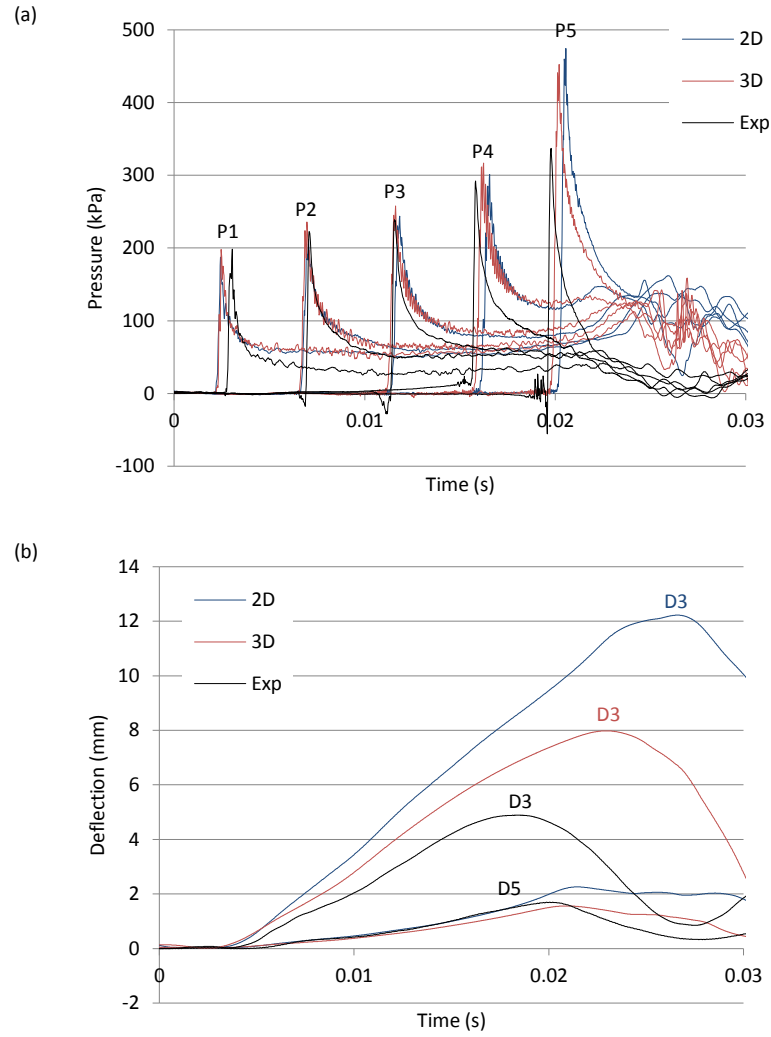 (a)
500
400
300
200
100
0
-100
Pressure (kPa)
0
0.01
0.02
0.03
Time (s)
P1
P2
P3
P4
P5
2D
3D
Exp
(b)
14
12
10
8
6
4
2
0
-2
Deflection (mm)
0
0.01
0.02
0.03
Time (s)
2D
3D
Exp
D3
D3
D3
D5